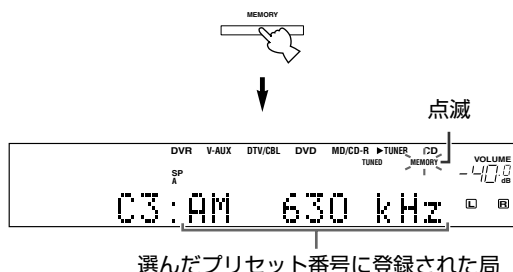 MEMORY
点滅
DVR V-AUX DTV/CBL DVD MD/CD-R ►TUNER CD
TUNED MEMORY VOLUME
SP
A
-40.0 dB
C3:AM 630 kHz L R
選んだプリセット番号に登録された局